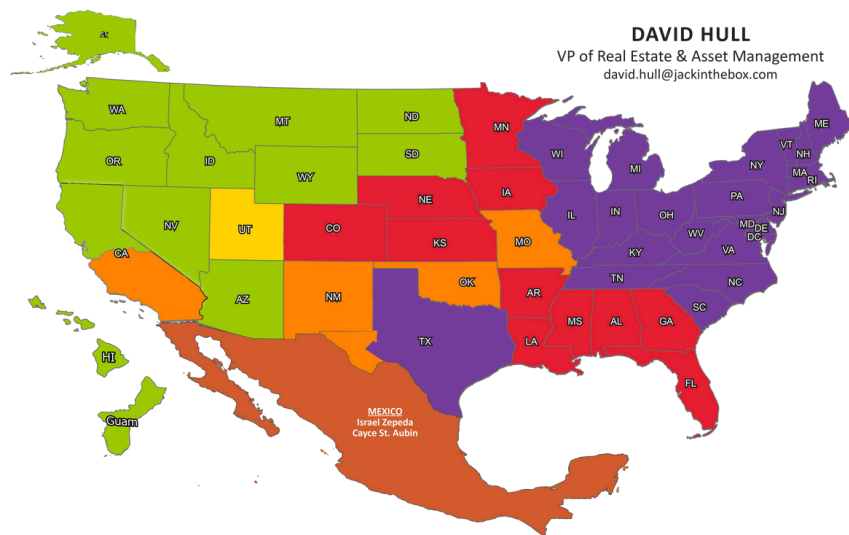 DAVID HULL
VP of Real Estate & Asset Management
david.hull@jackinthebox.com
AK
WA
MT
ND
MN
ME
OR
ID
SD
WI
VT
NH
NY
MA
RI
MI
WY
NE
IA
PA
NJ
NV
UT
CO
KS
MO
IL
IN
OH
MD
DE
DC
WV
VA
KY
CA
NC
TN
SC
AZ
NM
OK
AR
MS
AL
GA
TX
LA
FL
HI
Guam
MEXICO
Israel Zepeda
Cayce St. Aubin